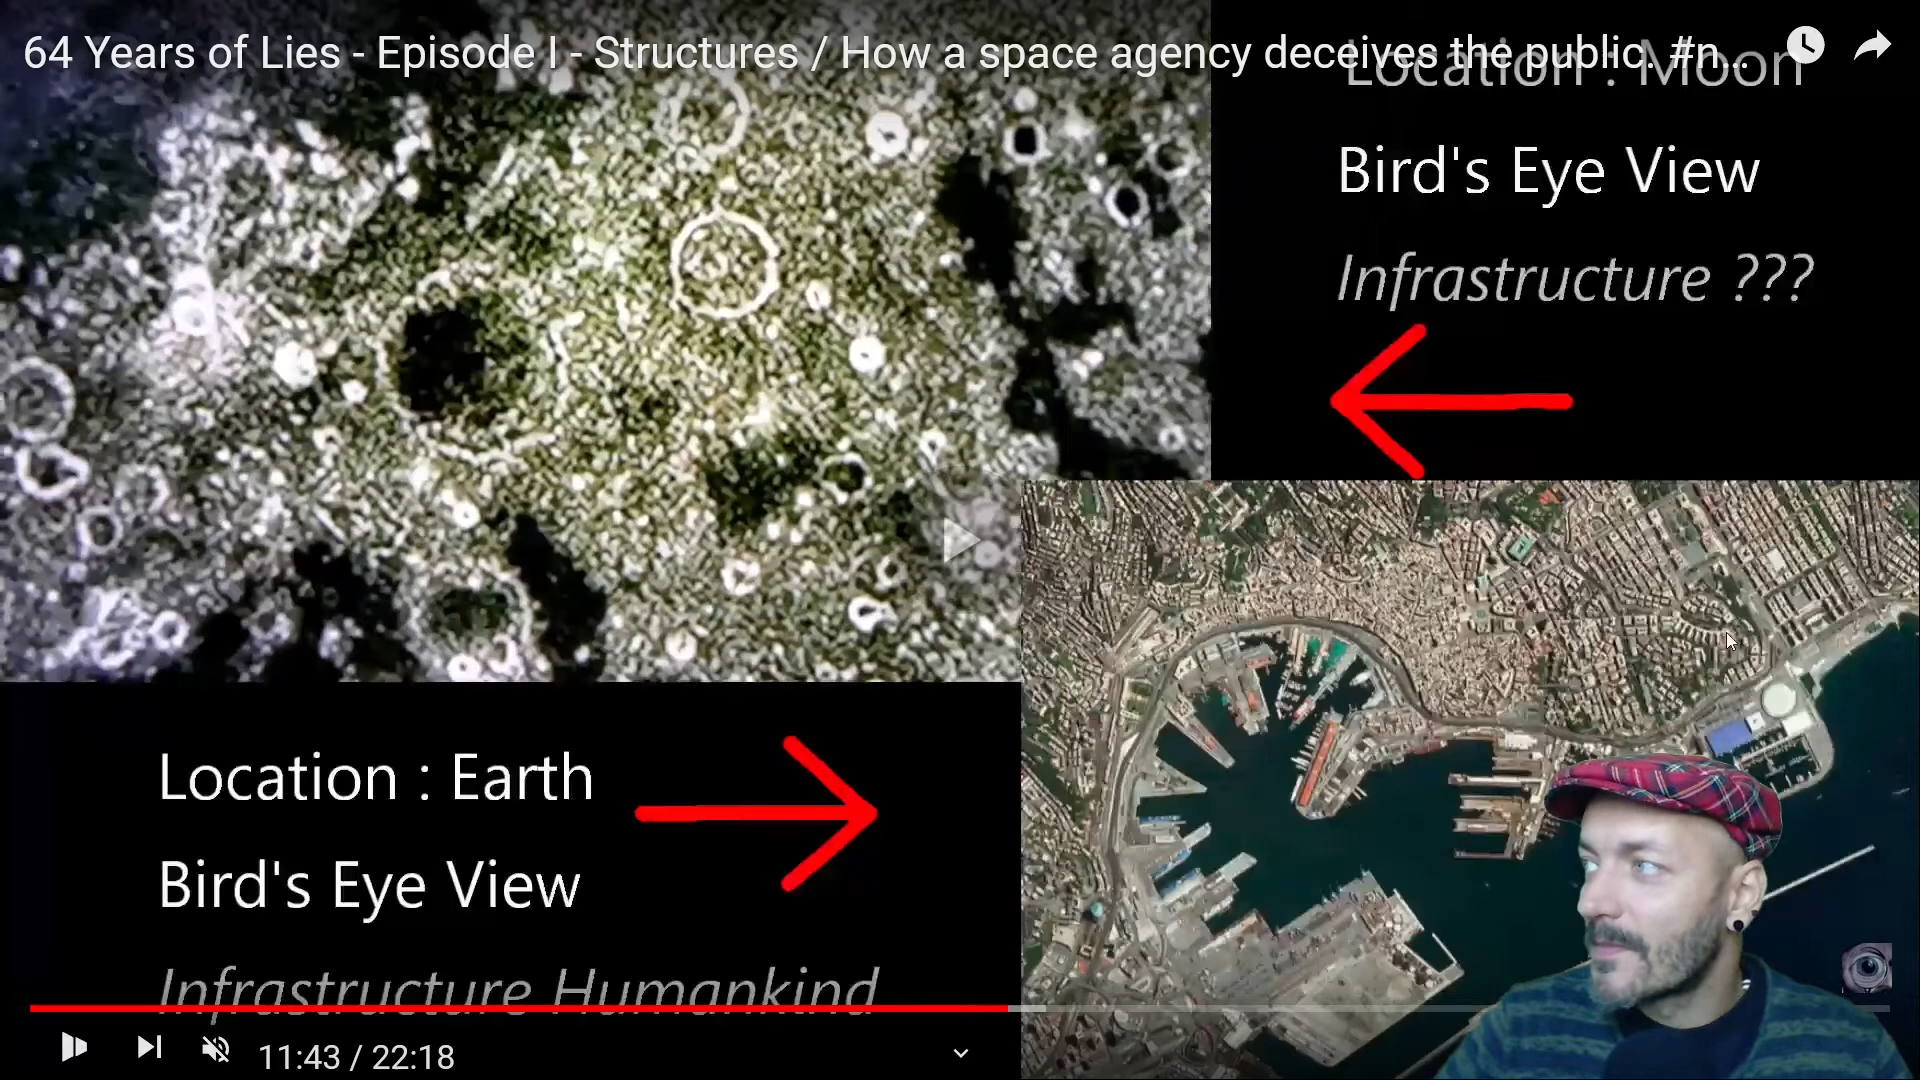 64 Years of Lies - Episode I - Structures / How a space agency deceives the public. #n...
Location : Moon
Bird's Eye View
Infrastructure ???
Location : Earth
Bird's Eye View
Infrastructure Humankind
11:43 / 22:18